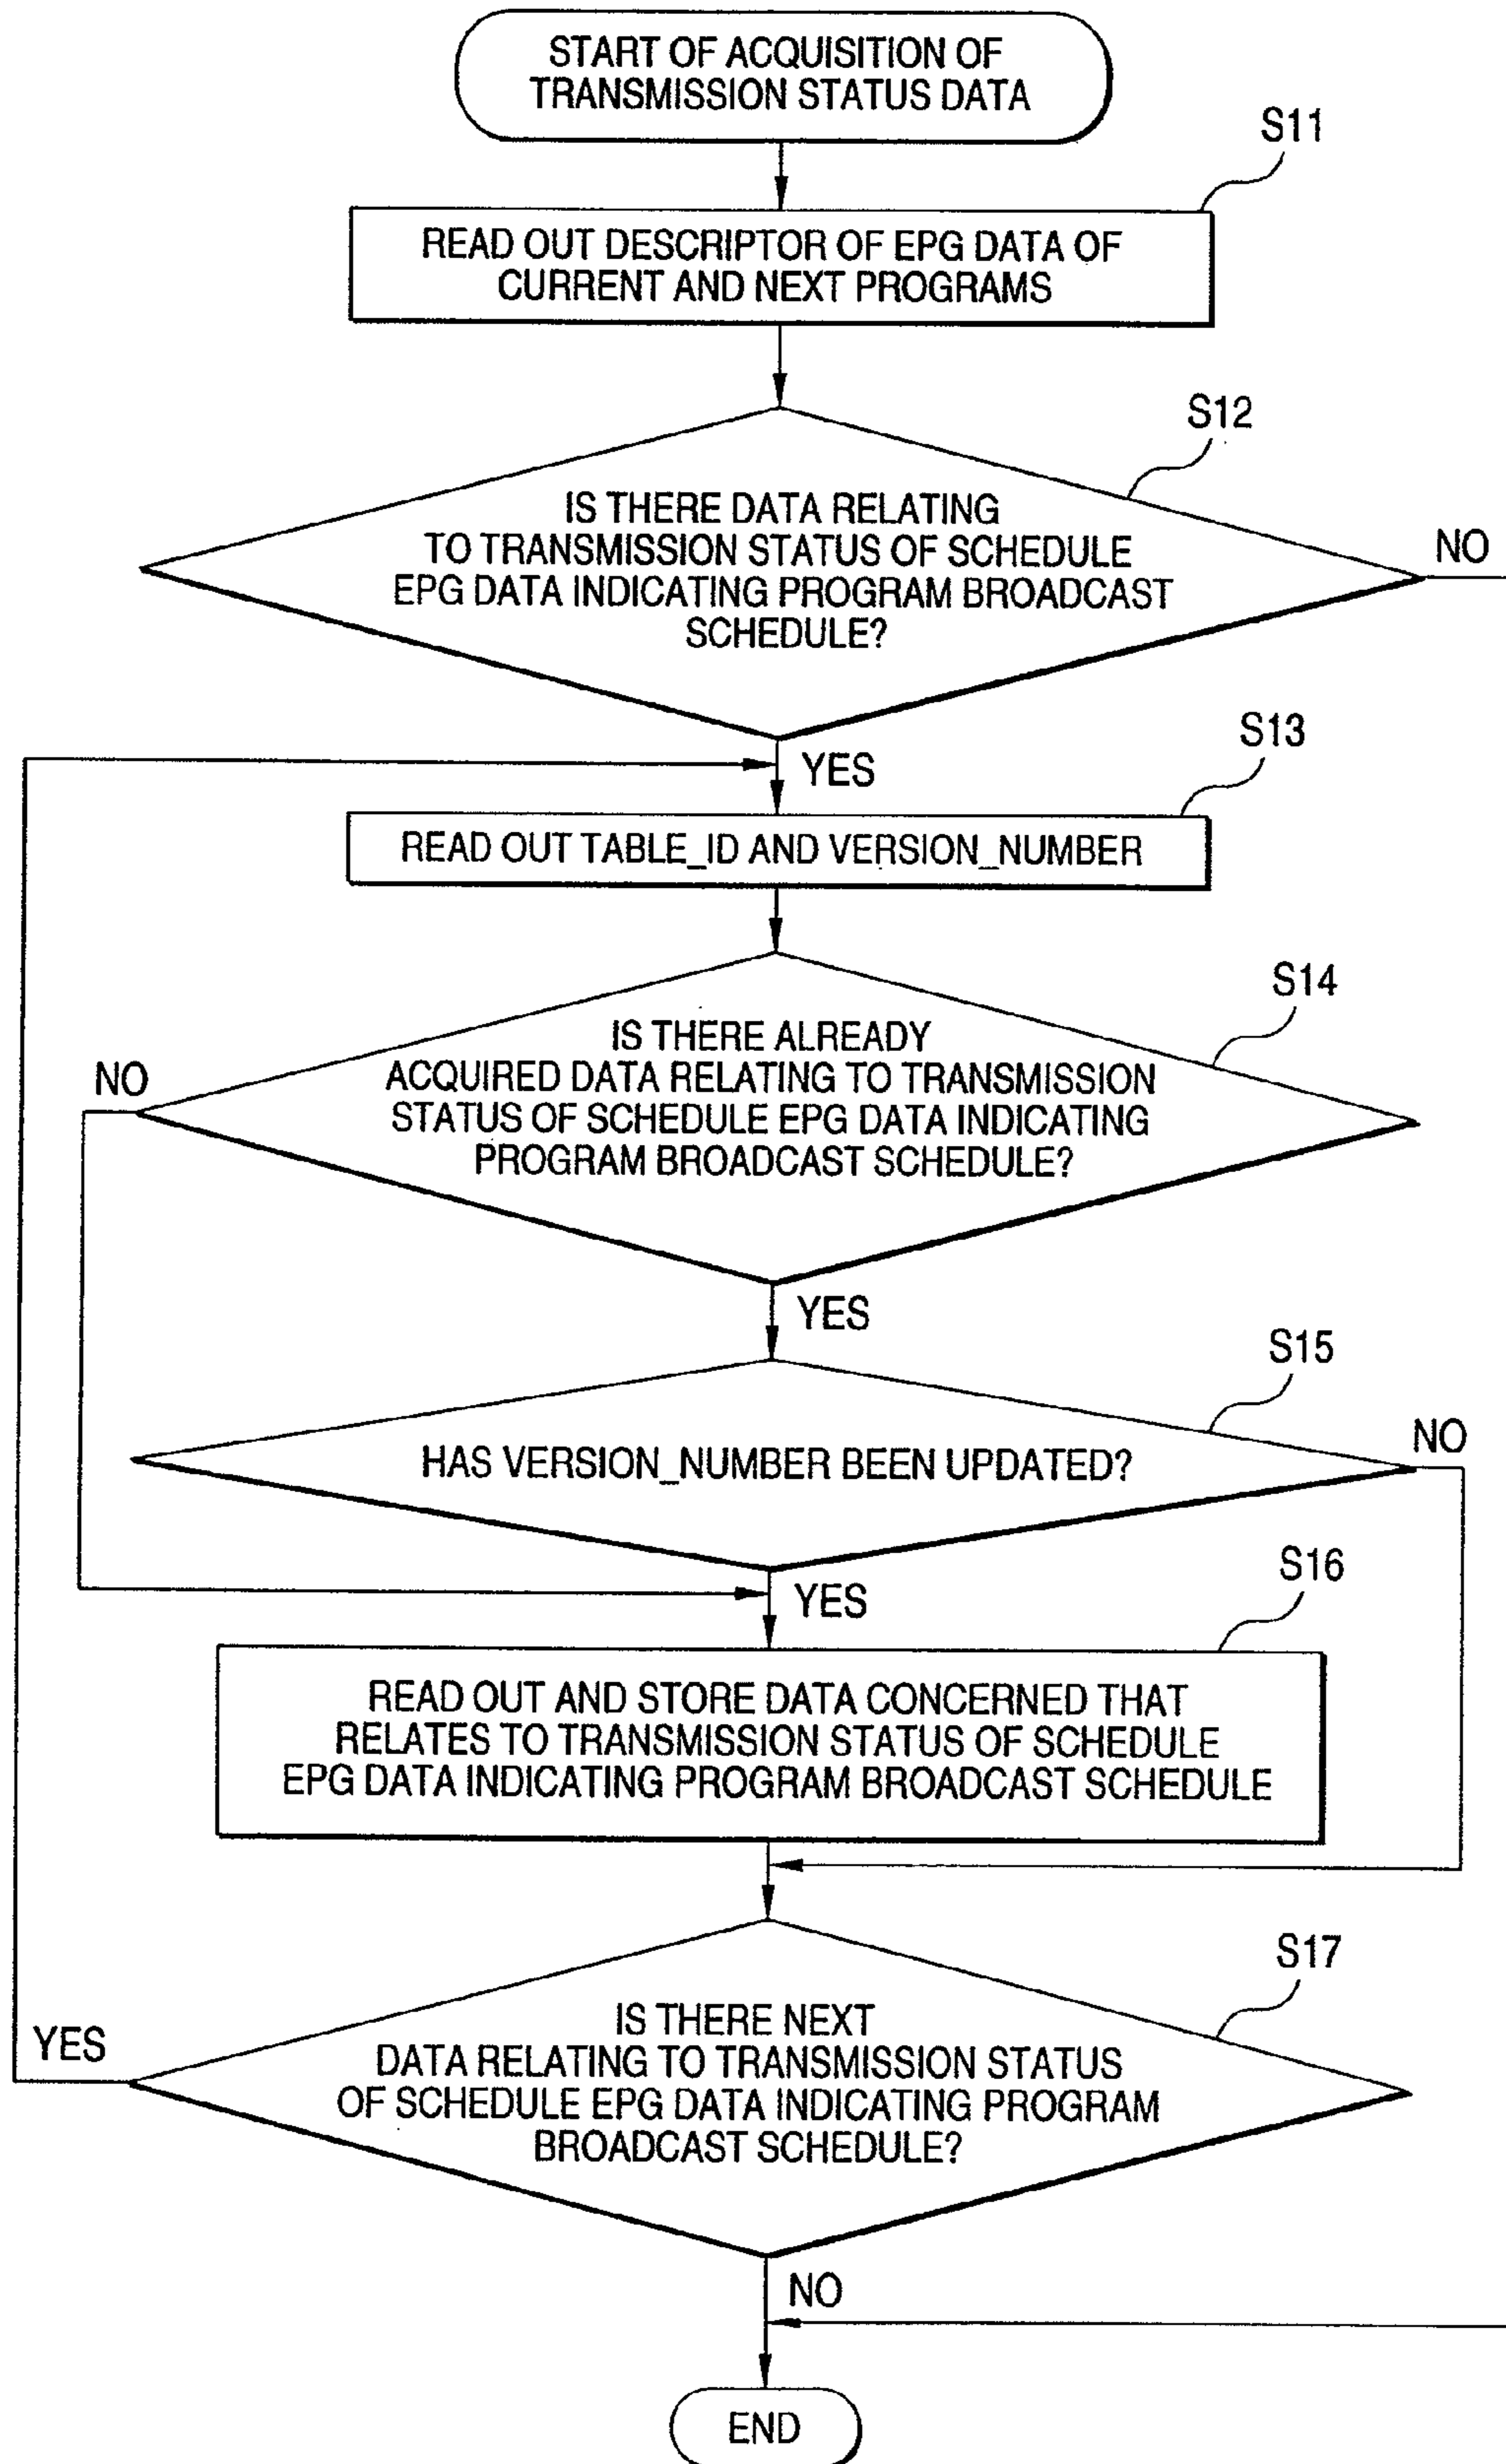 START OF ACQUISITION OF
TRANSMISSION STATUS DATA
S11
READ OUT DESCRIPTOR OF EPG DATA OF
CURRENT AND NEXT PROGRAMS
S12
IS THERE DATA RELATING
TO TRANSMISSION STATUS OF SCHEDULE
EPG DATA INDICATING PROGRAM BROADCAST
SCHEDULE?
NO
YES
S13
READ OUT TABLE_ID AND VERSION_NUMBER
S14
IS THERE ALREADY
ACQUIRED DATA RELATING TO TRANSMISSION
STATUS OF SCHEDULE EPG DATA INDICATING
PROGRAM BROADCAST SCHEDULE?
NO
YES
S15
HAS VERSION_NUMBER BEEN UPDATED?
NO
YES
S16
READ OUT AND STORE DATA CONCERNED THAT
RELATES TO TRANSMISSION STATUS OF SCHEDULE
EPG DATA INDICATING PROGRAM BROADCAST SCHEDULE
S17
IS THERE NEXT
DATA RELATING TO TRANSMISSION STATUS
OF SCHEDULE EPG DATA INDICATING PROGRAM
BROADCAST SCHEDULE?
YES
NO
END